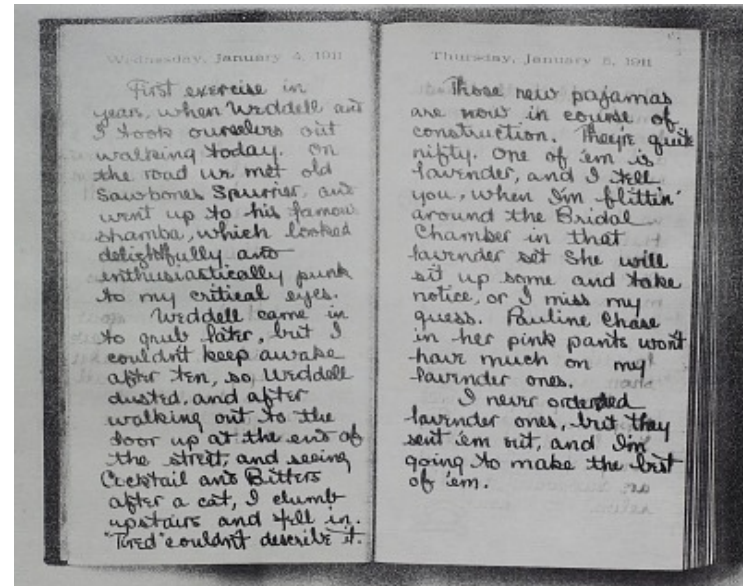 Wednesday, January 4, 1911
First exercise in
years, when Weddell and
I took ourselves out
walking today. On
the road we met old
Sawbones Spurrier, and
went up to his famous
shamba, which looked
delightfully and
enthusiastically punk
to my critical eyes.
Weddell came in
to grub later, but I
couldn't keep awake
after ten, so, Weddell
dusted, and after
walking out to the
door up at the end of
the street, and seeing
Cocktail and Bitters
after a cat, I clumb
upstairs and fell in.
"Tired" couldn't describe it.
Thursday, January 5, 1911
Those new pajamas
are now in course of
construction. They're quite
nifty. One of 'em is
lavender, and I tell
you, when I'm flittin'
around the Bridal
Chamber in that
lavender set She will
sit up some and take
notice, or I miss my
guess. Pauline Chase
in her pink pants won't
have much on my
lavender ones.
I never ordered
lavender ones, but they
sent 'em out, and I'm
going to make the best
of 'em.